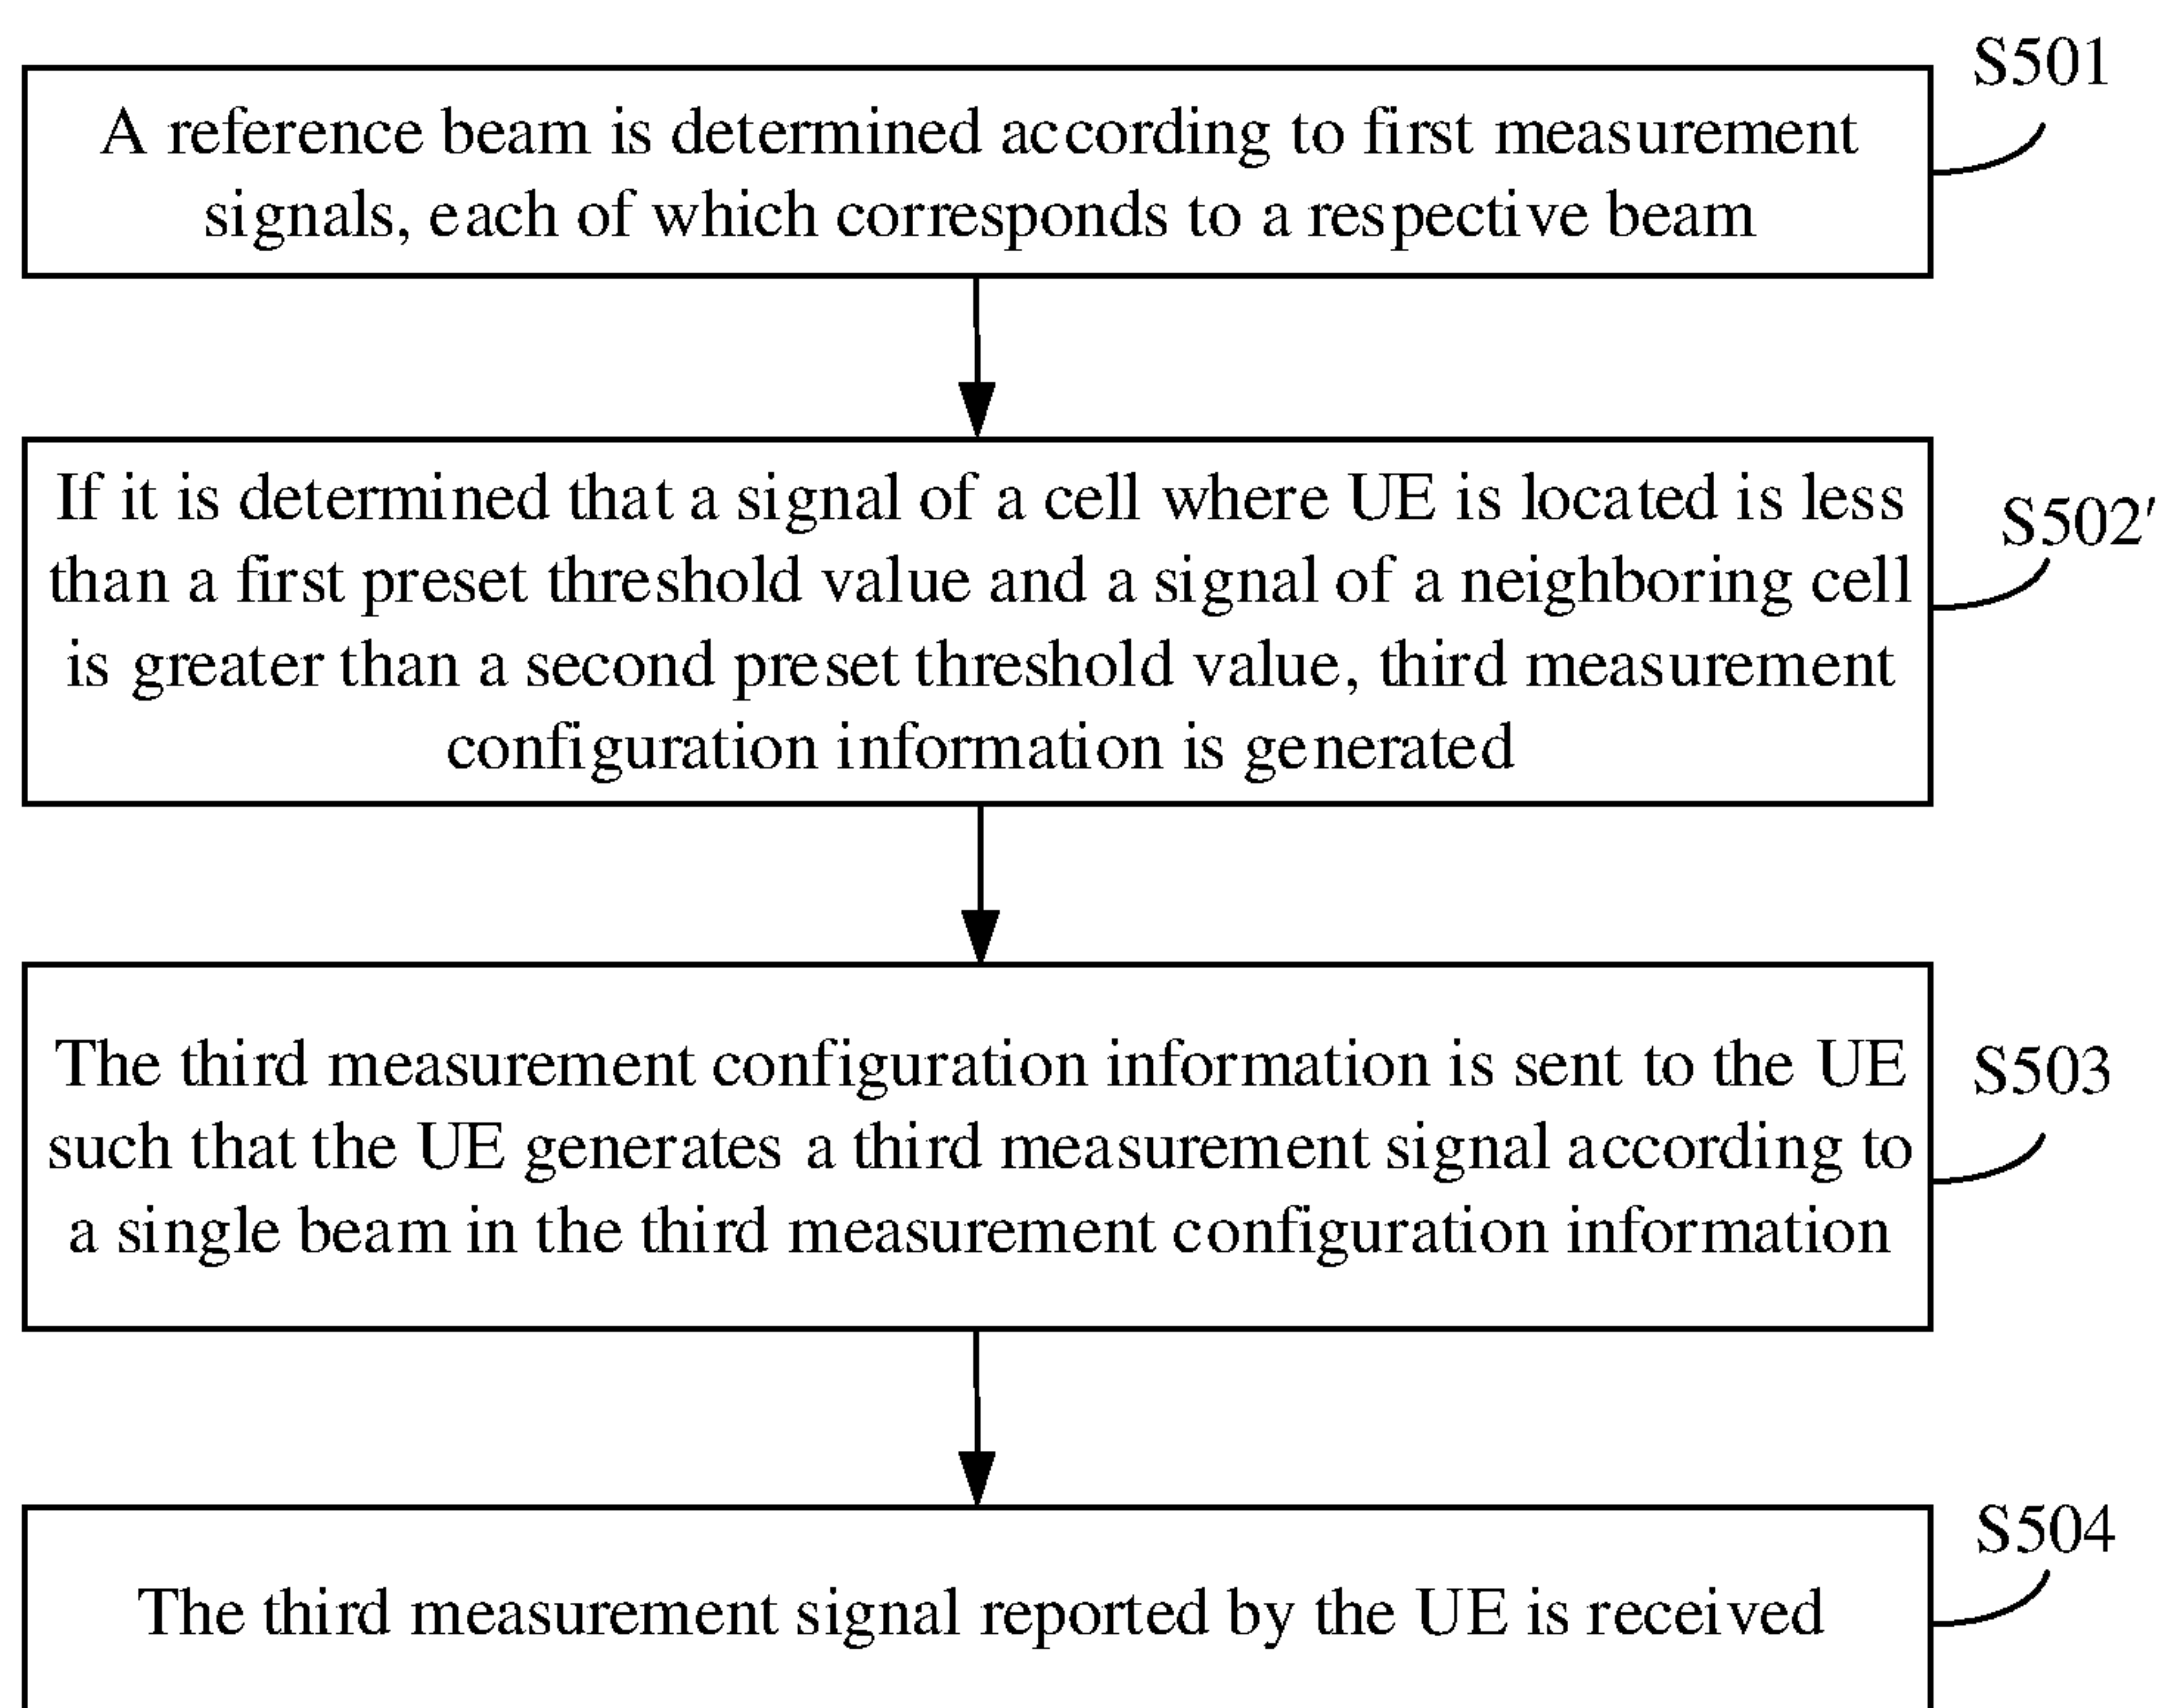 S501
A reference beam is determined according to first measurement
signals, each of which corresponds to a respective beam
If it is determined that a signal of a cell where UE is located is less
than a first preset threshold value and a signal of a neighboring cell
is greater than a second preset threshold value, third measurement
configuration information is generated
S502'
The third measurement configuration information is sent to the UE
such that the UE generates a third measurement signal according to
a single beam in the third measurement configuration information
S503
S504
The third measurement signal reported by the UE is received